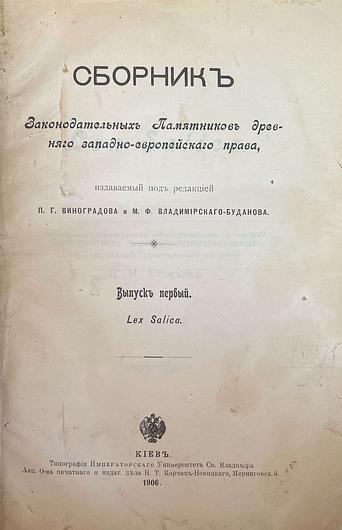 СБОРНИКЪ
Законодательныхъ Памятниковъ древ-
няго западно-европейскаго права,
издаваемый подъ редакціей
П. Г. ВИНОГРАДОВА и М. Ф. ВЛАДИМІРСКАГО-БУДАНОВА.
Выпускъ первый.
Lex Salica.
КІЕВЪ.
Типографія Императорскаго Университета Св. Владиміра
Акц. О-ва печатнаго и издат. дѣла Н. Т. Корчакъ-Новицкаго, Меринговск. 6.
1906.